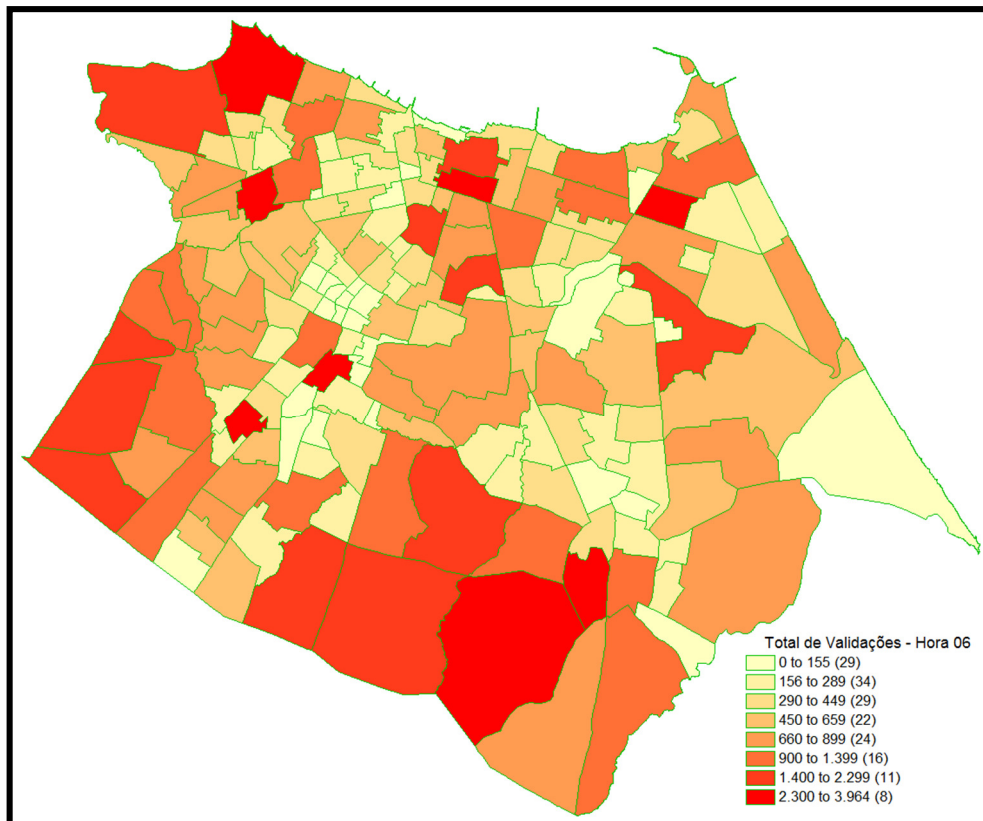 Total de Validações - Hora 06
0 to 155 (29)
156 to 289 (34)
290 to 449 (29)
450 to 659 (22)
660 to 899 (24)
900 to 1.399 (16)
1.400 to 2.299 (11)
2.300 to 3.964 (8)